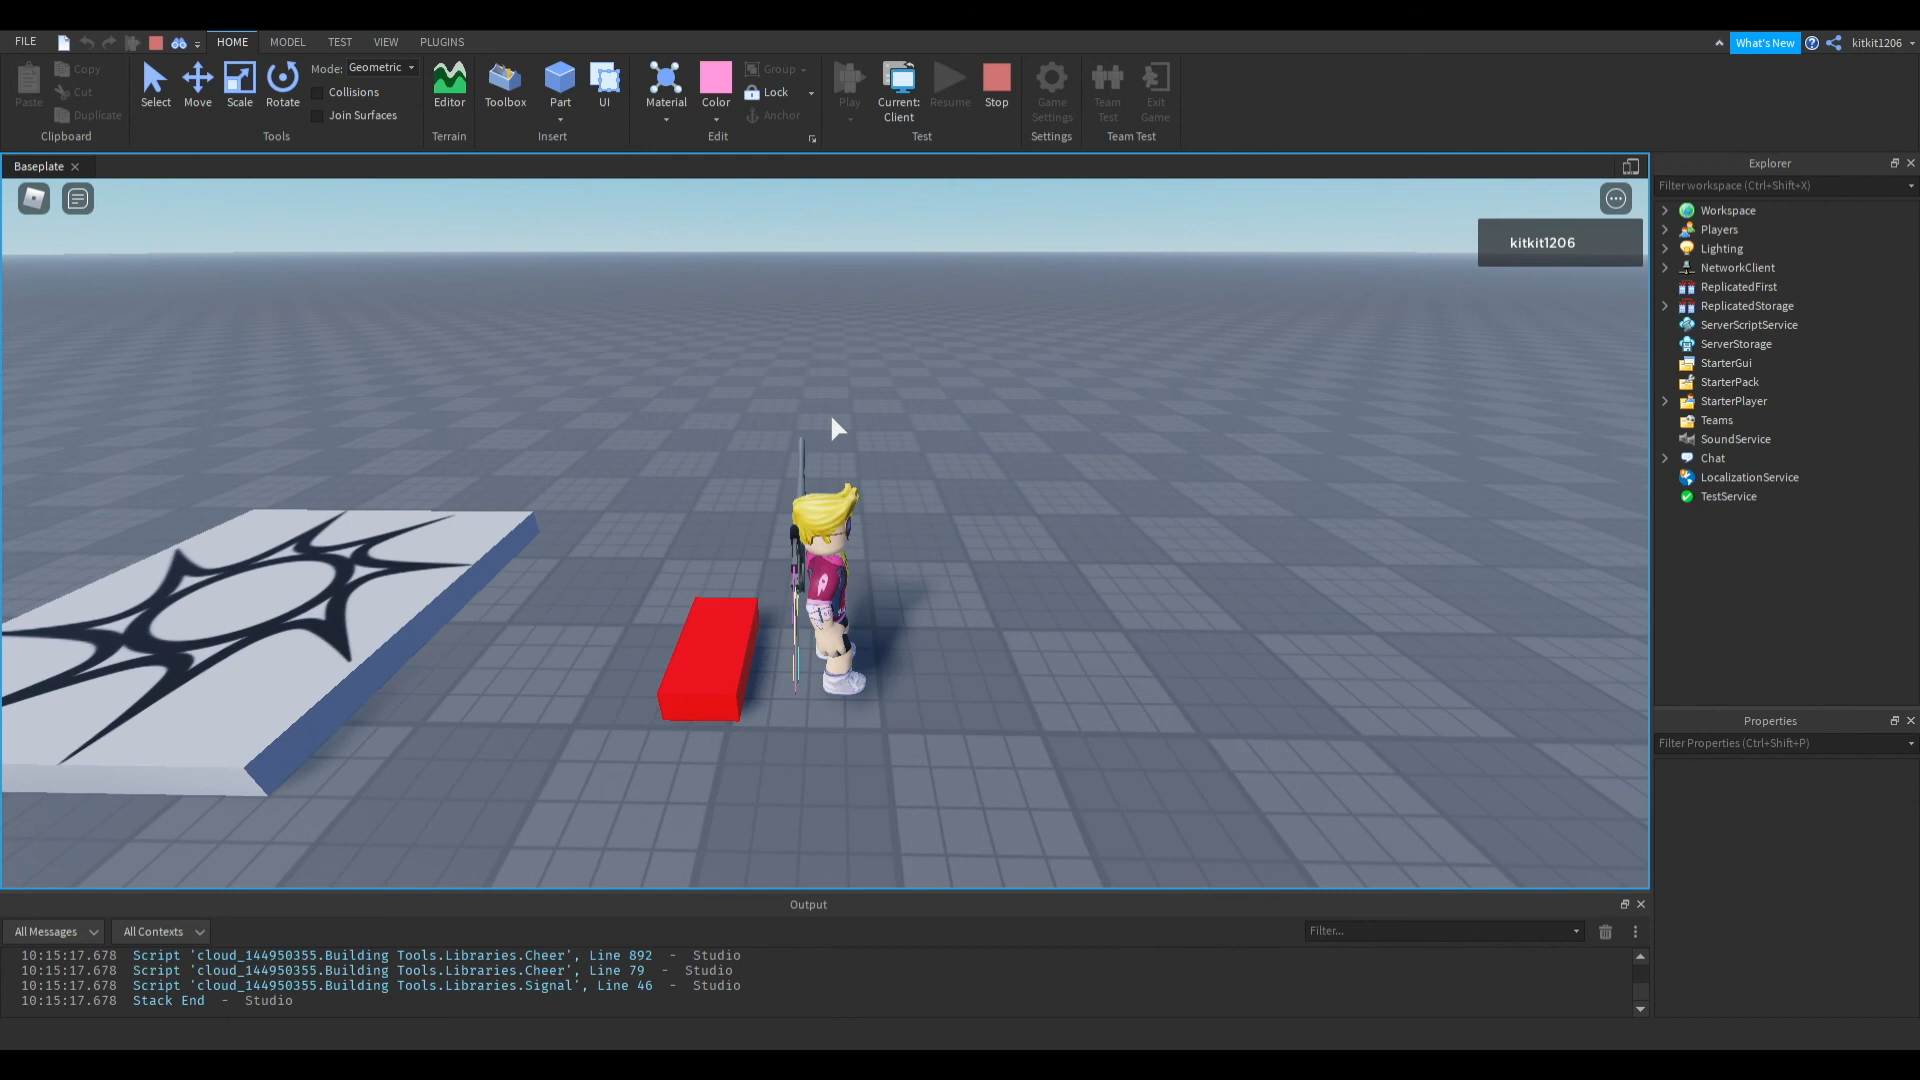 FILE
HOME
MODEL
TEST
VIEW
PLUGINS
What's New
kitkit1206
Paste
Copy
Cut
Duplicate
Clipboard
Select
Move
Scale
Rotate
Mode:
Geometric
Collisions
Join Surfaces
Tools
Editor
Terrain
Toolbox
Part
UI
Insert
Material
Color
Group
Lock
Anchor
Edit
Play
Current:
Client
Resume
Stop
Test
Game
Settings
Settings
Team
Test
Exit
Game
Team Test
Baseplate
kitkit1206
Explorer
Filter workspace (Ctrl+Shift+X)
Workspace
Players
Lighting
NetworkClient
ReplicatedFirst
ReplicatedStorage
ServerScriptService
ServerStorage
StarterGui
StarterPack
StarterPlayer
Teams
SoundService
Chat
LocalizationService
TestService
Properties
Filter Properties (Ctrl+Shift+P)
Output
All Messages
All Contexts
Filter...
10:15:17.678 Script 'cloud_144950355.Building Tools.Libraries.Cheer', Line 892 - Studio
10:15:17.678 Script 'cloud_144950355.Building Tools.Libraries.Cheer', Line 79 - Studio
10:15:17.678 Script 'cloud_144950355.Building Tools.Libraries.Signal', Line 46 - Studio
10:15:17.678 Stack End - Studio